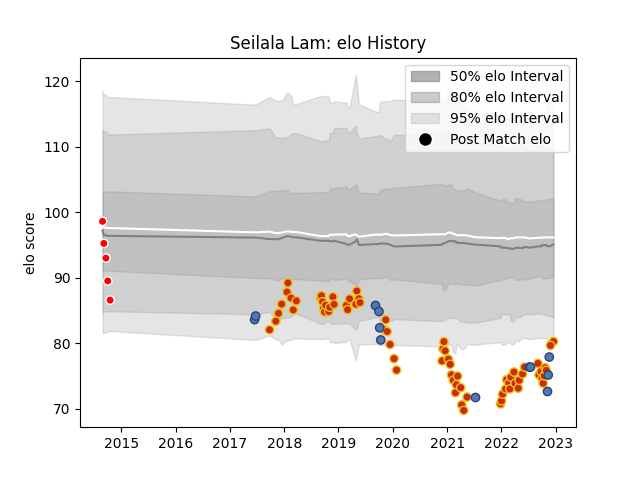 Seilala Lam: elo History
120
110
100
90
80
70
elo score
50% elo Interval
80% elo Interval
95% elo Interval
Post Match elo
2015
2016
2017
2018
2019
2020
2021
2022
2023